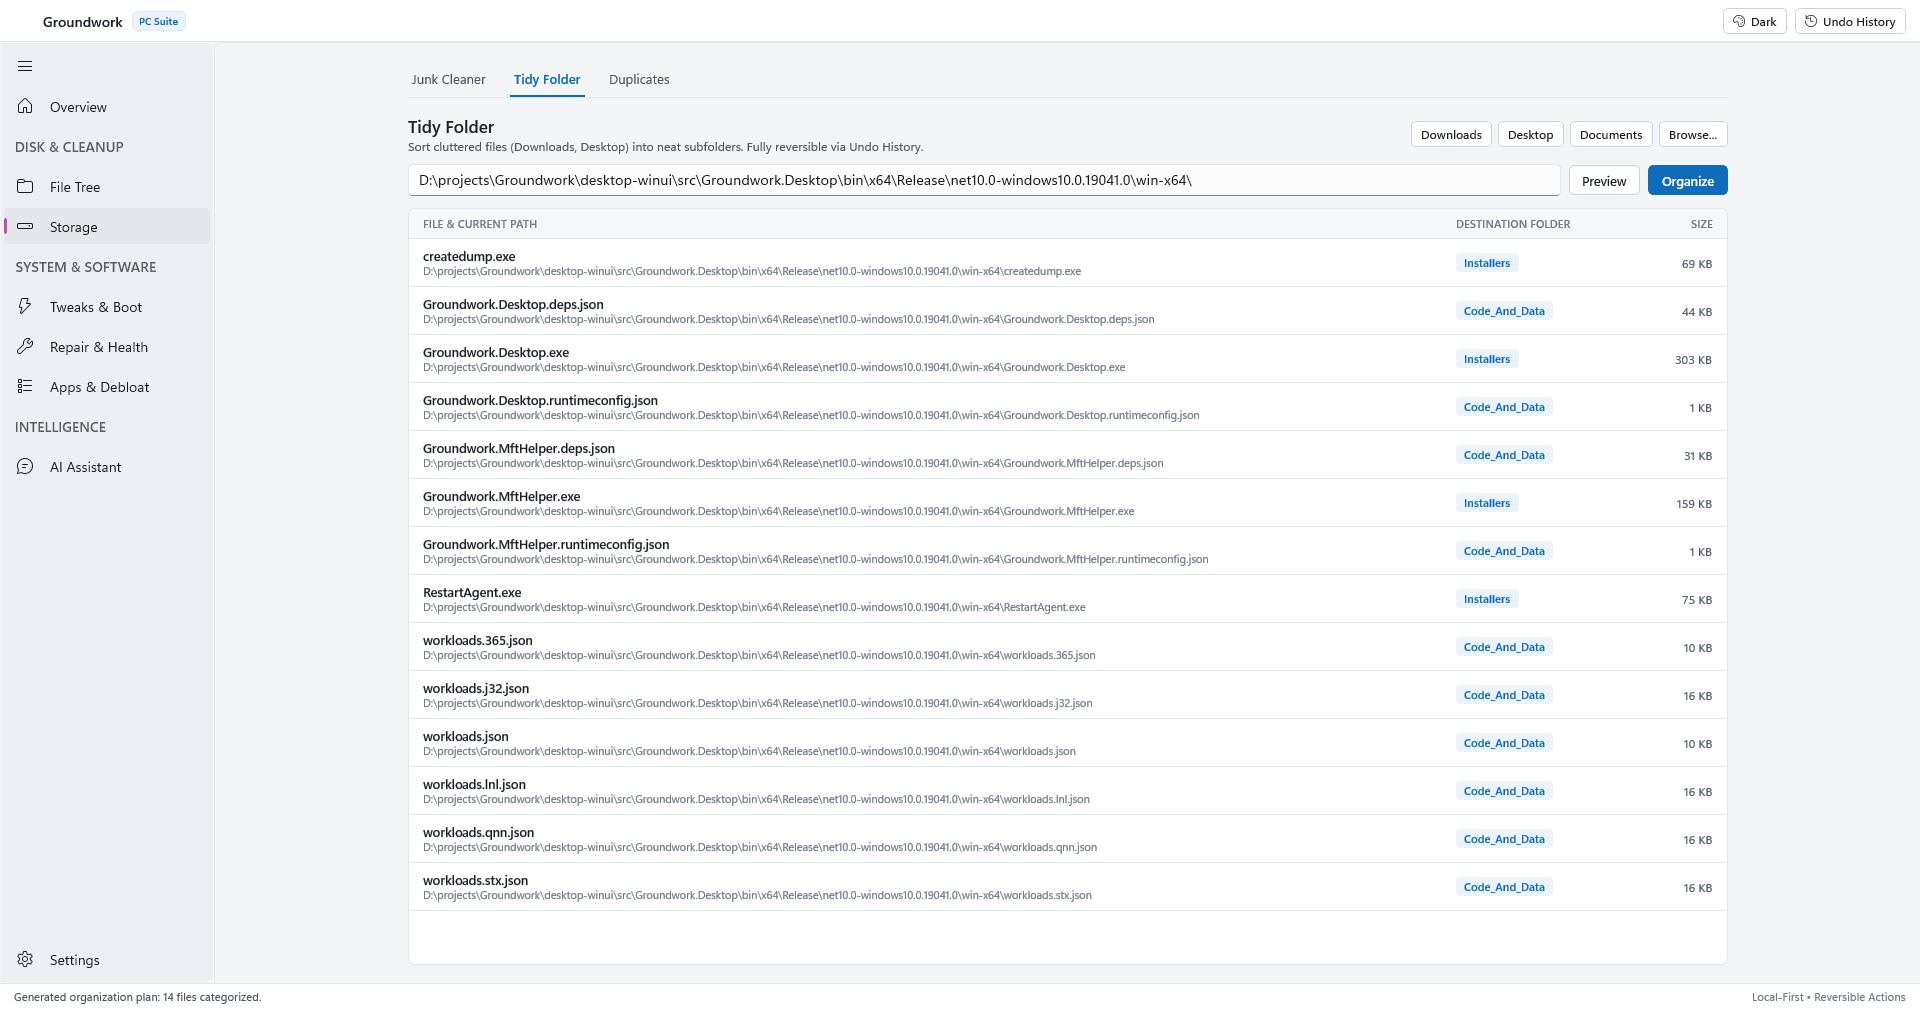 Groundwork PC Suite
Dark
Undo History
Overview
DISK & CLEANUP
File Tree
Storage
SYSTEM & SOFTWARE
Tweaks & Boot
Repair & Health
Apps & Debloat
INTELLIGENCE
AI Assistant
Settings
Junk Cleaner Tidy Folder Duplicates
Tidy Folder
Sort cluttered files (Downloads, Desktop) into neat subfolders. Fully reversible via Undo History.
Downloads Desktop Documents Browse...
D:\projects\Groundwork\desktop-winui\src\Groundwork.Desktop\bin\x64\Release\net10.0-windows10.0.19041.0\win-x64\
Preview Organize
FILE & CURRENT PATH DESTINATION FOLDER SIZE
createdump.exe
D:\projects\Groundwork\desktop-winui\src\Groundwork.Desktop\bin\x64\Release\net10.0-windows10.0.19041.0\win-x64\createdump.exe
Installers
69 KB
Groundwork.Desktop.deps.json
D:\projects\Groundwork\desktop-winui\src\Groundwork.Desktop\bin\x64\Release\net10.0-windows10.0.19041.0\win-x64\Groundwork.Desktop.deps.json
Code_And_Data
44 KB
Groundwork.Desktop.exe
D:\projects\Groundwork\desktop-winui\src\Groundwork.Desktop\bin\x64\Release\net10.0-windows10.0.19041.0\win-x64\Groundwork.Desktop.exe
Installers
303 KB
Groundwork.Desktop.runtimeconfig.json
D:\projects\Groundwork\desktop-winui\src\Groundwork.Desktop\bin\x64\Release\net10.0-windows10.0.19041.0\win-x64\Groundwork.Desktop.runtimeconfig.json
Code_And_Data
1 KB
Groundwork.MftHelper.deps.json
D:\projects\Groundwork\desktop-winui\src\Groundwork.Desktop\bin\x64\Release\net10.0-windows10.0.19041.0\win-x64\Groundwork.MftHelper.deps.json
Code_And_Data
31 KB
Groundwork.MftHelper.exe
D:\projects\Groundwork\desktop-winui\src\Groundwork.Desktop\bin\x64\Release\net10.0-windows10.0.19041.0\win-x64\Groundwork.MftHelper.exe
Installers
159 KB
Groundwork.MftHelper.runtimeconfig.json
D:\projects\Groundwork\desktop-winui\src\Groundwork.Desktop\bin\x64\Release\net10.0-windows10.0.19041.0\win-x64\Groundwork.MftHelper.runtimeconfig.json
Code_And_Data
1 KB
RestartAgent.exe
D:\projects\Groundwork\desktop-winui\src\Groundwork.Desktop\bin\x64\Release\net10.0-windows10.0.19041.0\win-x64\RestartAgent.exe
Installers
75 KB
workloads.365.json
D:\projects\Groundwork\desktop-winui\src\Groundwork.Desktop\bin\x64\Release\net10.0-windows10.0.19041.0\win-x64\workloads.365.json
Code_And_Data
10 KB
workloads.j32.json
D:\projects\Groundwork\desktop-winui\src\Groundwork.Desktop\bin\x64\Release\net10.0-windows10.0.19041.0\win-x64\workloads.j32.json
Code_And_Data
16 KB
workloads.json
D:\projects\Groundwork\desktop-winui\src\Groundwork.Desktop\bin\x64\Release\net10.0-windows10.0.19041.0\win-x64\workloads.json
Code_And_Data
10 KB
workloads.lnl.json
D:\projects\Groundwork\desktop-winui\src\Groundwork.Desktop\bin\x64\Release\net10.0-windows10.0.19041.0\win-x64\workloads.lnl.json
Code_And_Data
16 KB
workloads.qnn.json
D:\projects\Groundwork\desktop-winui\src\Groundwork.Desktop\bin\x64\Release\net10.0-windows10.0.19041.0\win-x64\workloads.qnn.json
Code_And_Data
16 KB
workloads.stx.json
D:\projects\Groundwork\desktop-winui\src\Groundwork.Desktop\bin\x64\Release\net10.0-windows10.0.19041.0\win-x64\workloads.stx.json
Code_And_Data
16 KB
Generated organization plan: 14 files categorized.
Local-First • Reversible Actions